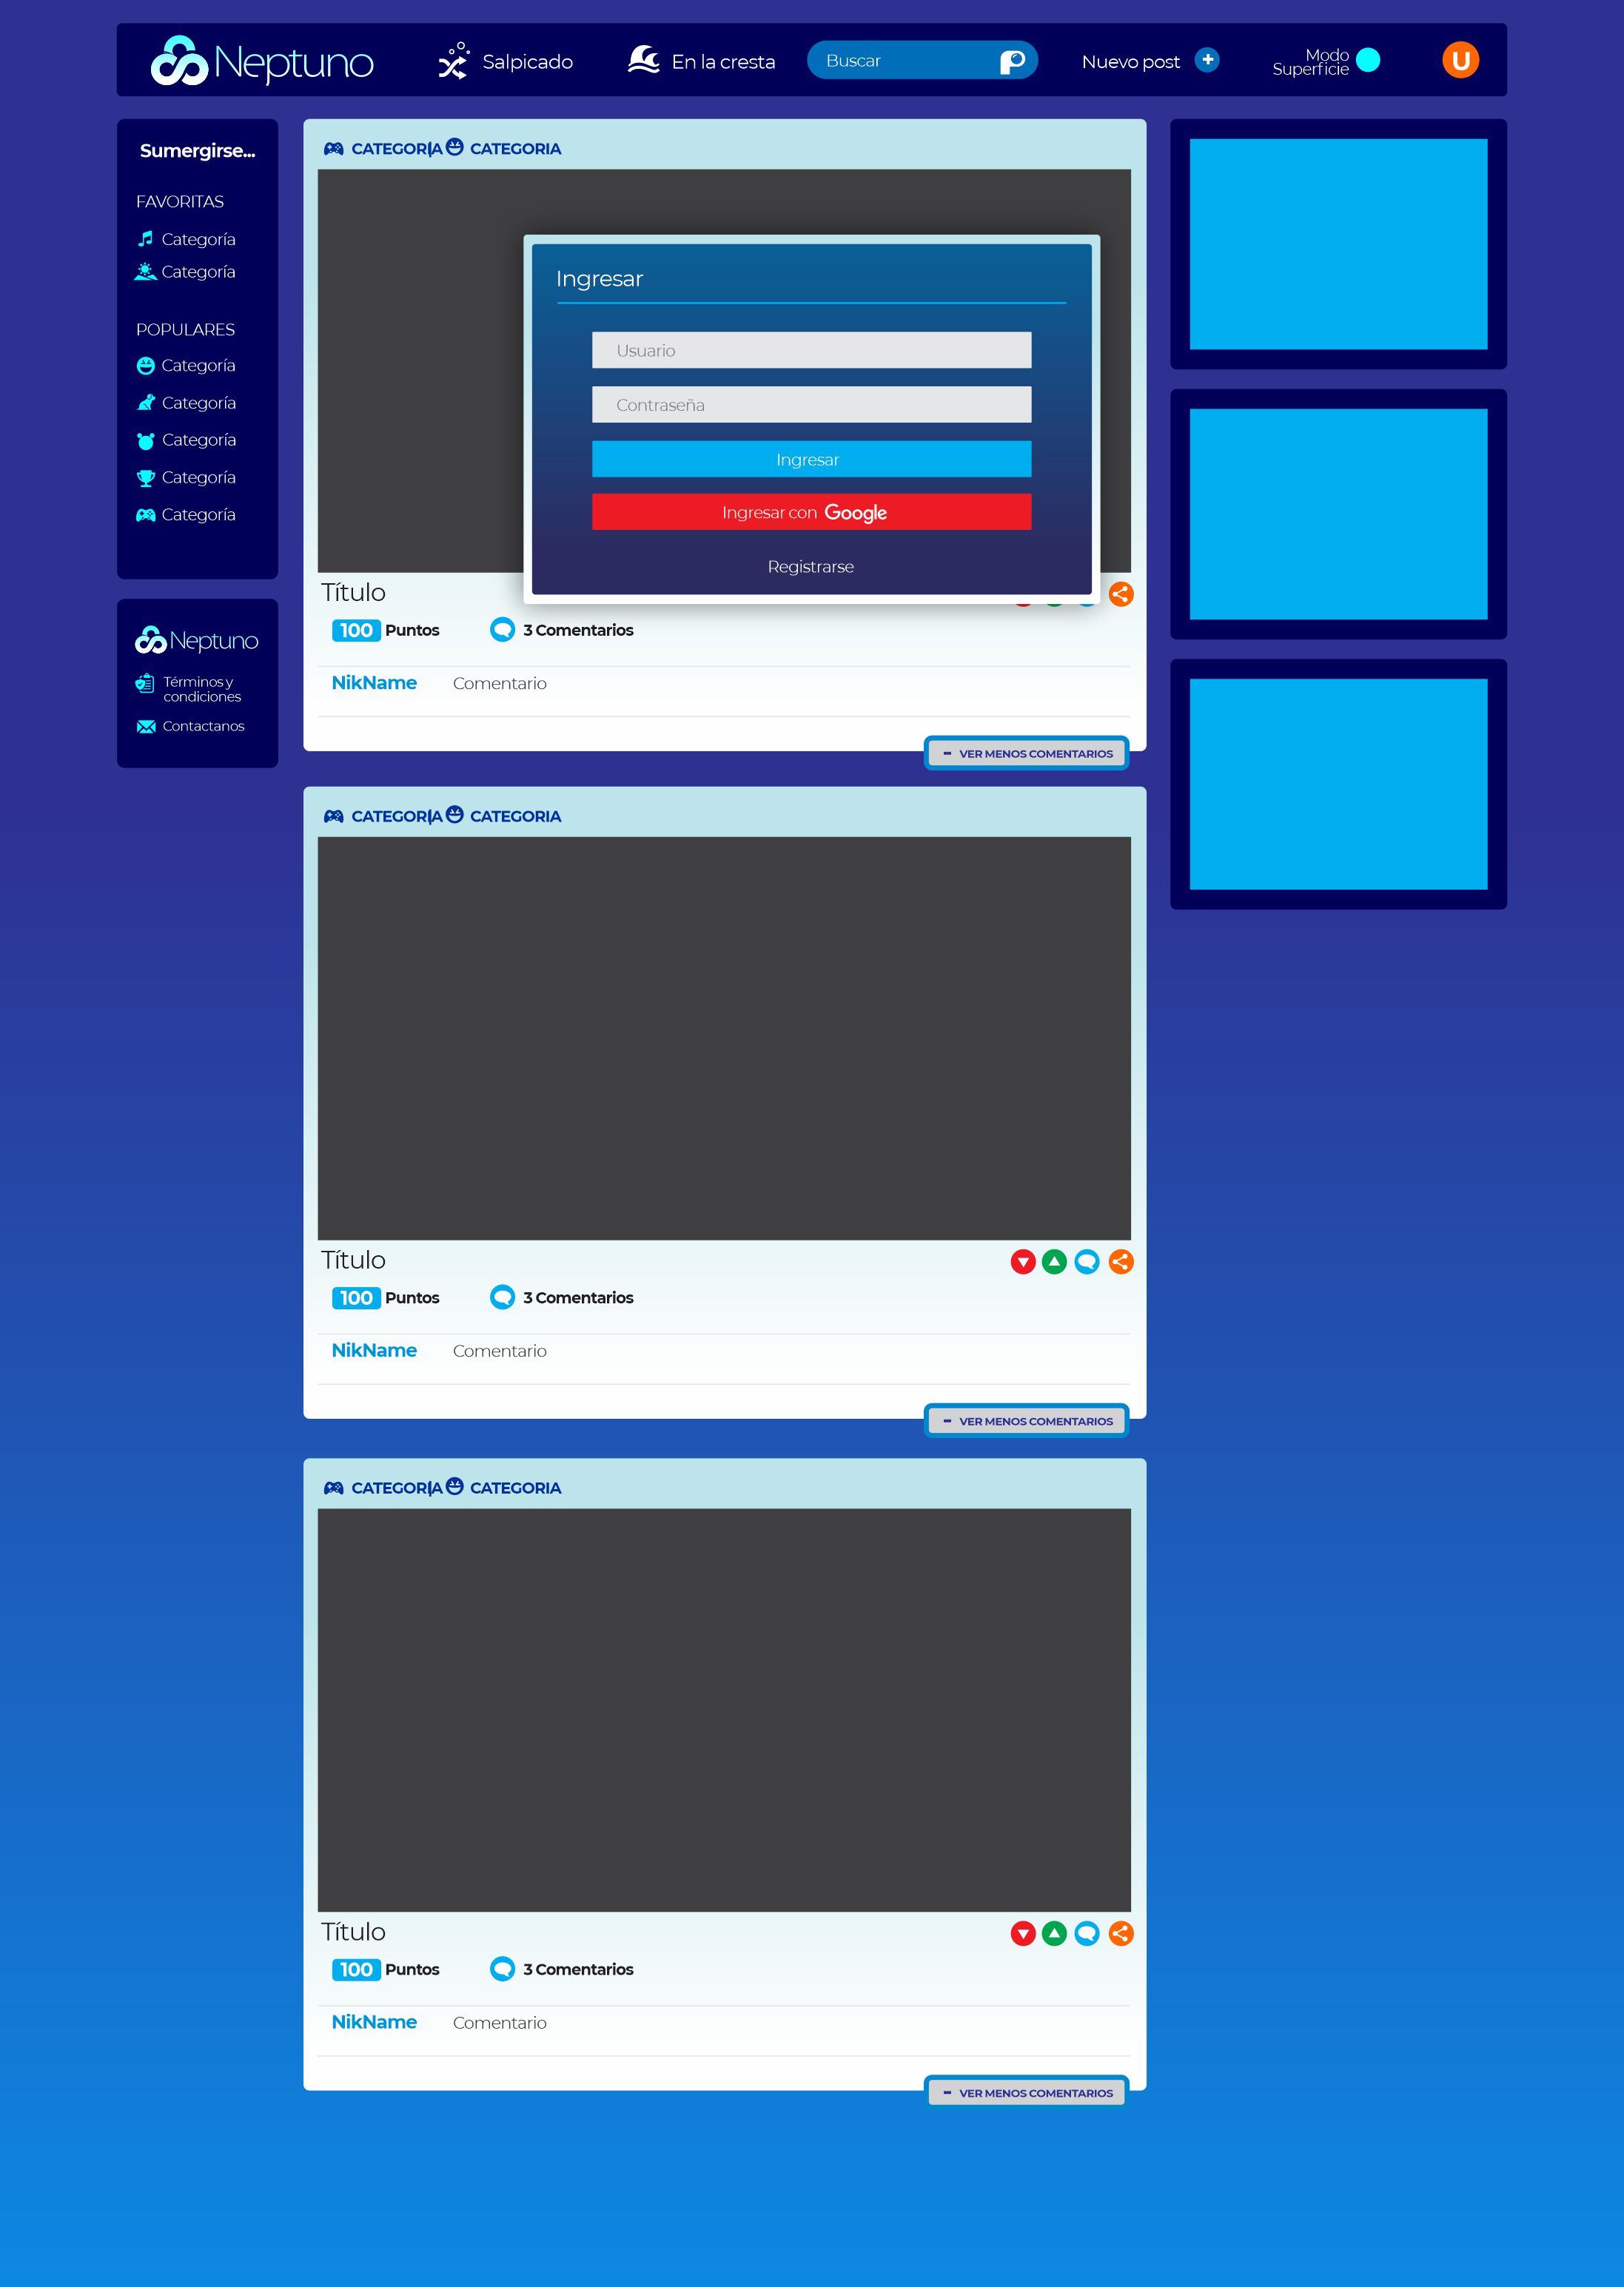 Neptuno
Salpicado
En la cresta
Buscar
Nuevo post
Modo
Superficie
U
Sumergirse...
FAVORITAS
Categoría
Categoría
POPULARES
Categoría
Categoría
Categoría
Categoría
Categoría
Neptuno
Términos y
condiciones
Contactanos
CATEGORÍA CATEGORIA
Ingresar
Usuario
Contraseña
Ingresar
Ingresar con Google
Registrarse
Título
100 Puntos 3 Comentarios
NikName Comentario
- VER MENOS COMENTARIOS
CATEGORÍA CATEGORIA
Título
100 Puntos 3 Comentarios
NikName Comentario
- VER MENOS COMENTARIOS
CATEGORÍA CATEGORIA
Título
100 Puntos 3 Comentarios
NikName Comentario
- VER MENOS COMENTARIOS